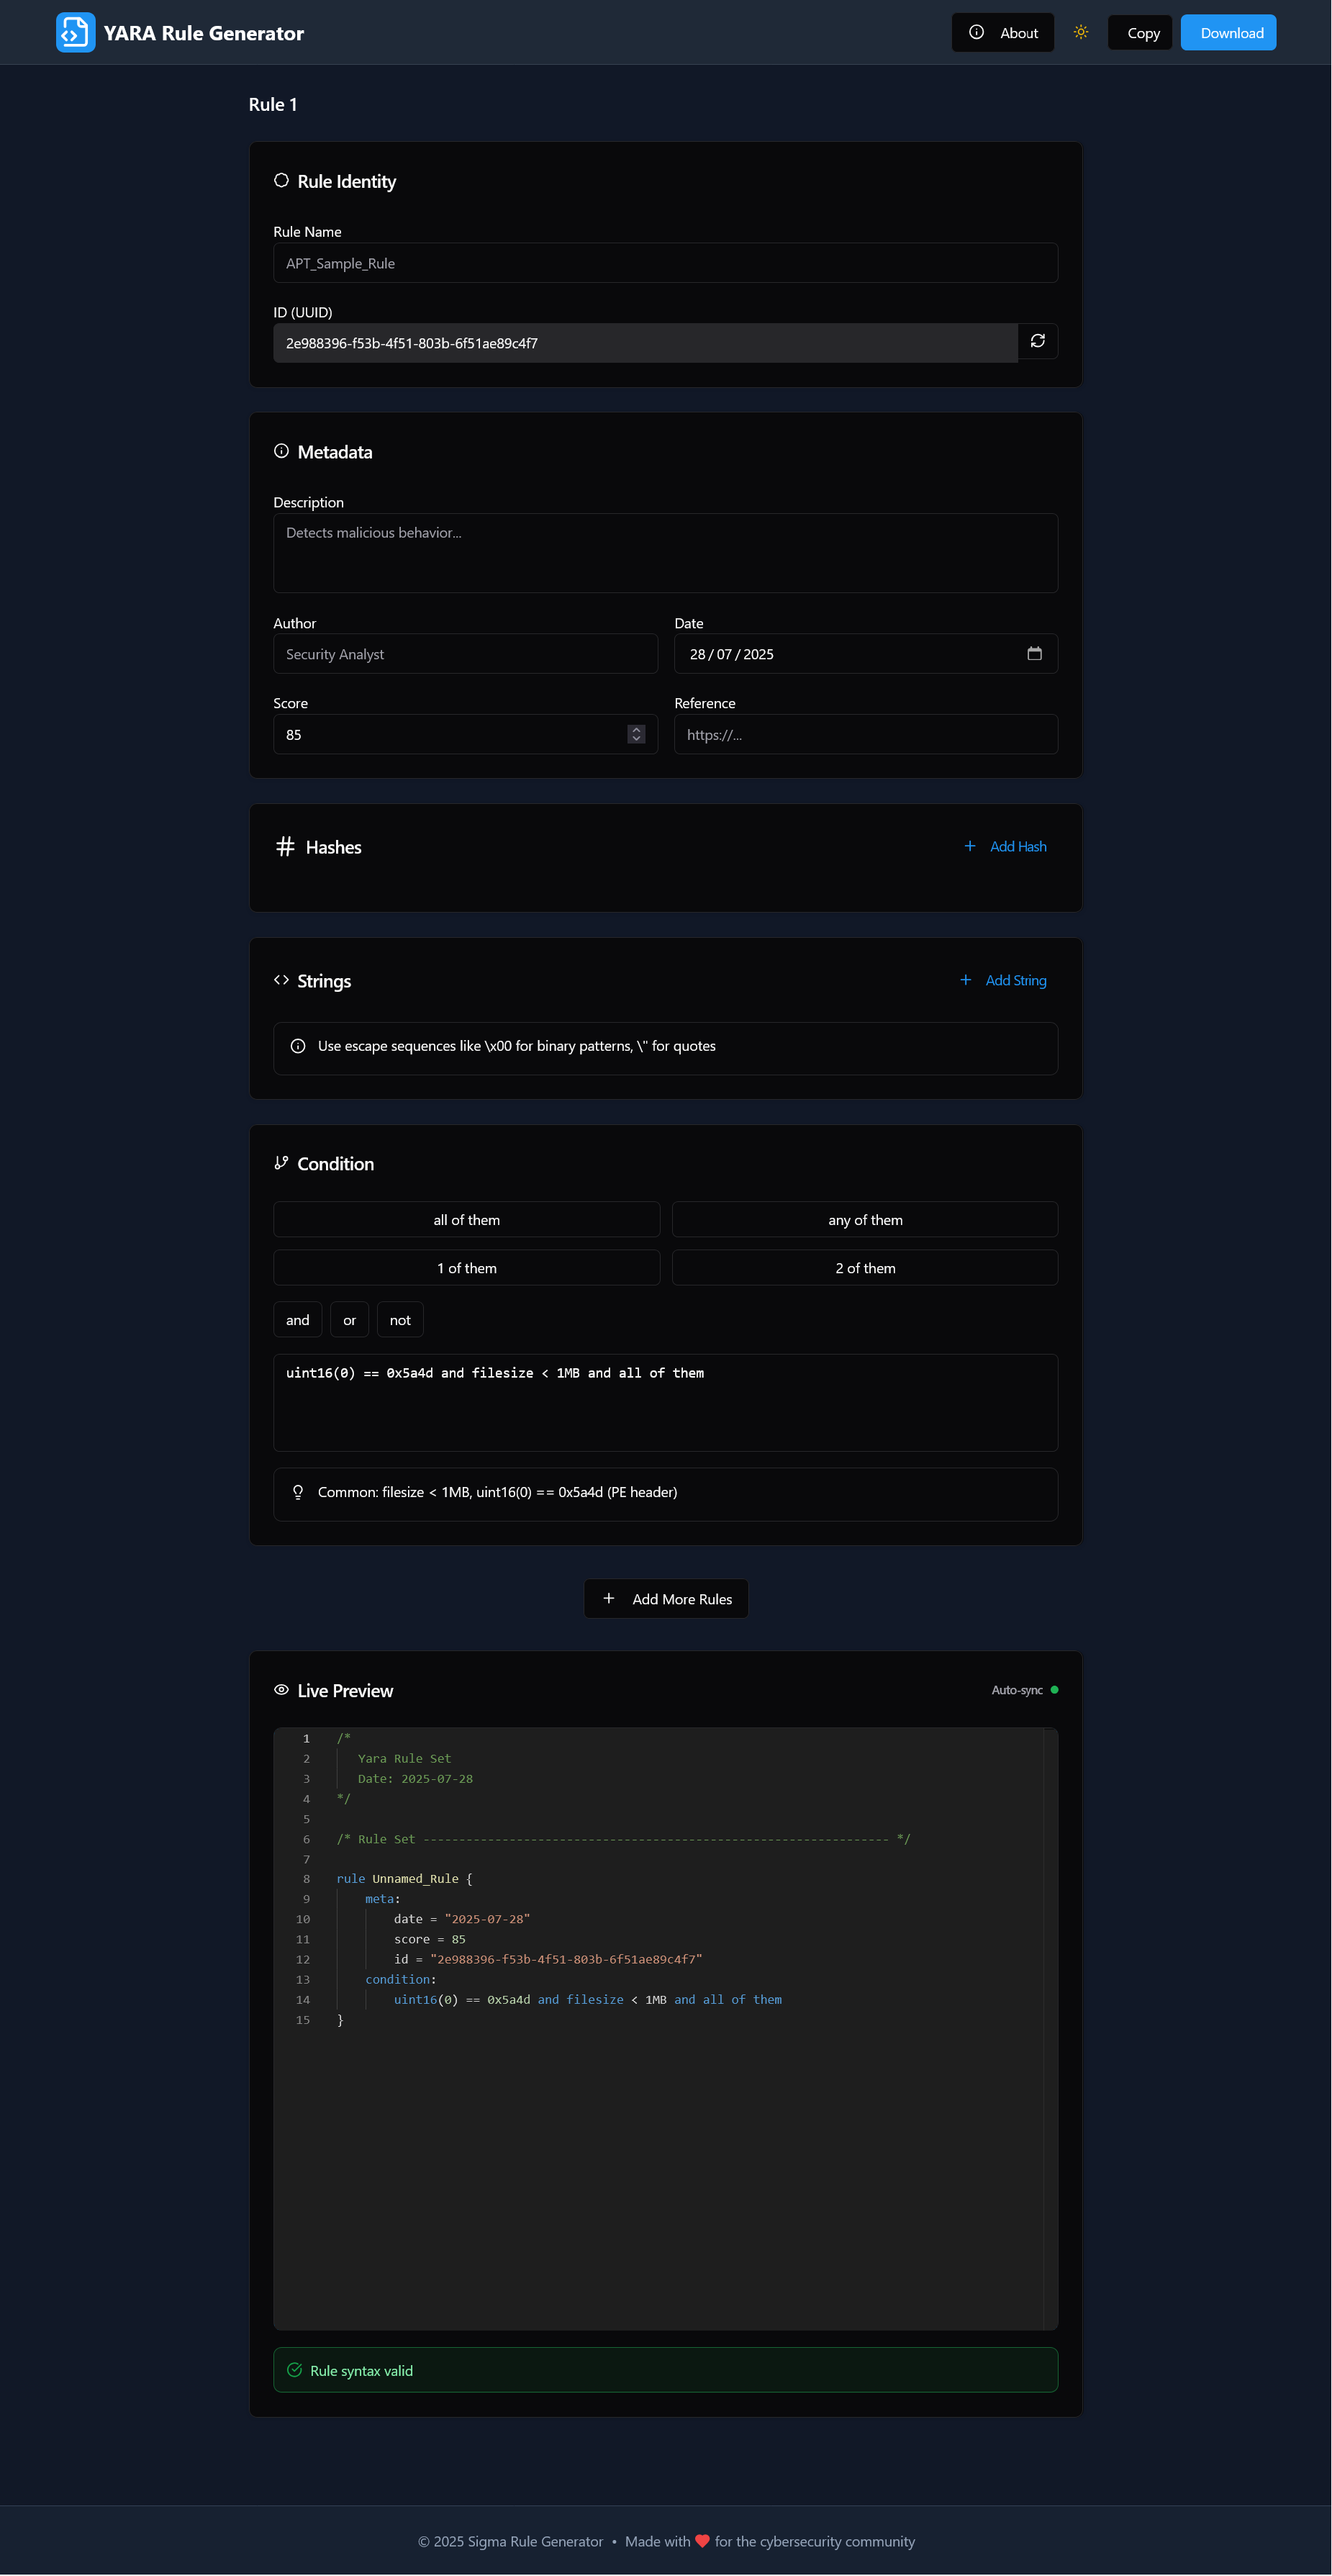 YARA Rule Generator
About
Copy
Download
Rule 1
Rule Identity
Rule Name
APT_Sample_Rule
ID (UUID)
2e988396-f53b-4f51-803b-6f51ae89c4f7
Metadata
Description
Detects malicious behavior...
Author
Date
Security Analyst
28 / 07 / 2025
Score
Reference
85
https://...
Hashes
Add Hash
Strings
Add String
Use escape sequences like \x00 for binary patterns, \" for quotes
Condition
all of them
any of them
1 of them
2 of them
and
or
not
uint16(0) == 0x5a4d and filesize < 1MB and all of them
Common: filesize < 1MB, uint16(0) == 0x5a4d (PE header)
Add More Rules
Live Preview
Auto-sync
1 /*
2 Yara Rule Set
3 Date: 2025-07-28
4 */
5
6 /* Rule Set ----------------------------------------------------------------- */
7
8 rule Unnamed_Rule {
9 meta:
10 date = "2025-07-28"
11 score = 85
12 id = "2e988396-f53b-4f51-803b-6f51ae89c4f7"
13 condition:
14 uint16(0) == 0x5a4d and filesize < 1MB and all of them
15 }
Rule syntax valid
© 2025 Sigma Rule Generator • Made with ❤️ for the cybersecurity community